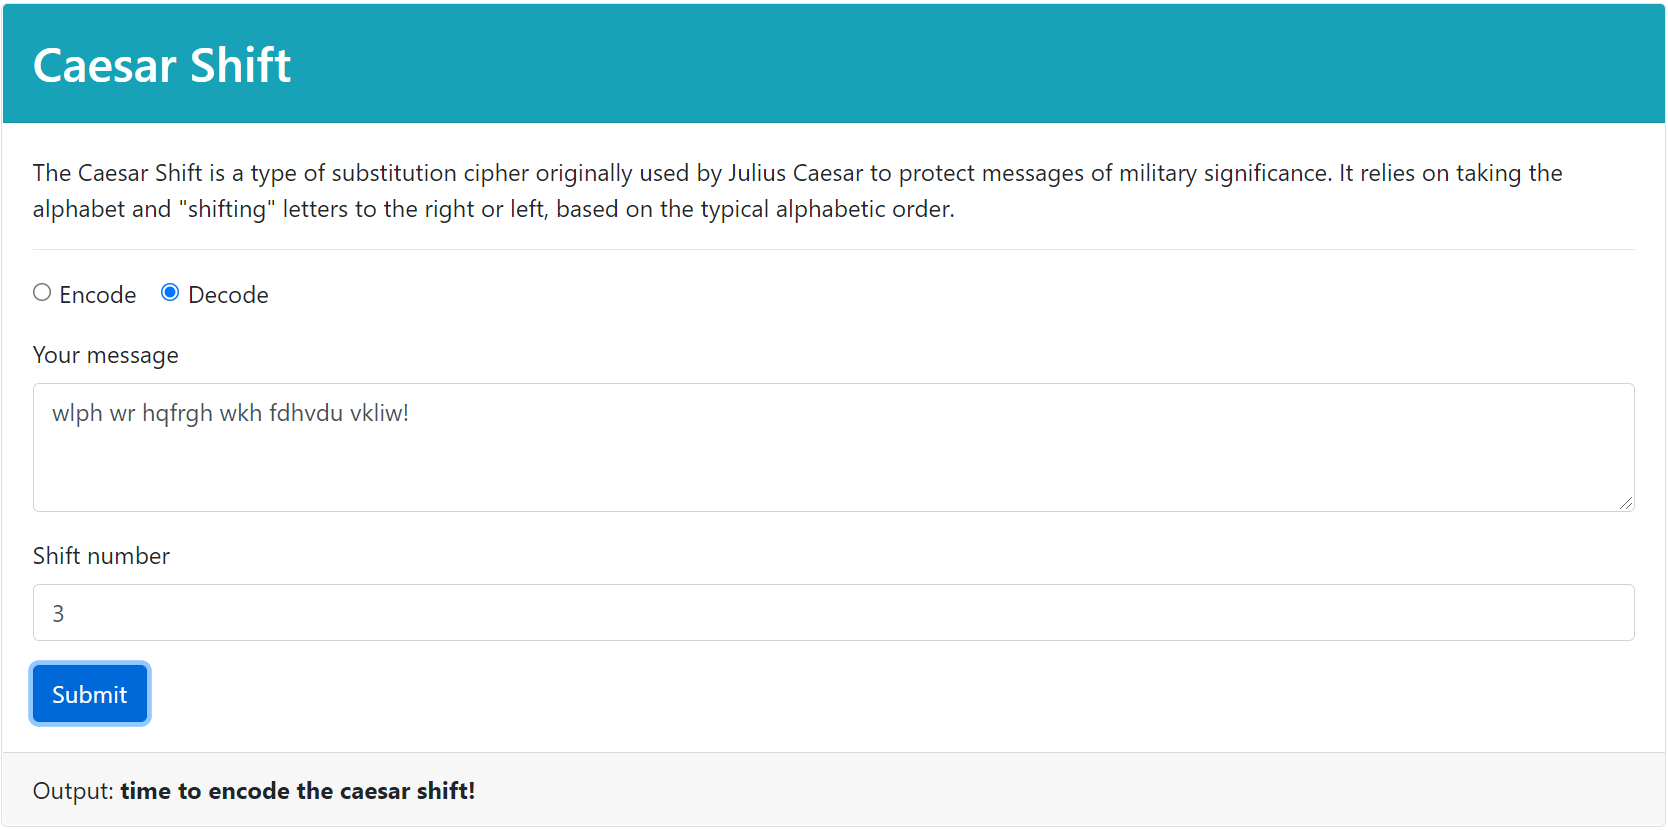 Caesar Shift
The Caesar Shift is a type of substitution cipher originally used by Julius Caesar to protect messages of military significance. It relies on taking the
alphabet and "shifting" letters to the right or left, based on the typical alphabetic order.
Encode Decode
Your message
wlph wr hqfrgh wkh fdhvdu vkliw!
Shift number
3
Submit
Output: time to encode the caesar shift!